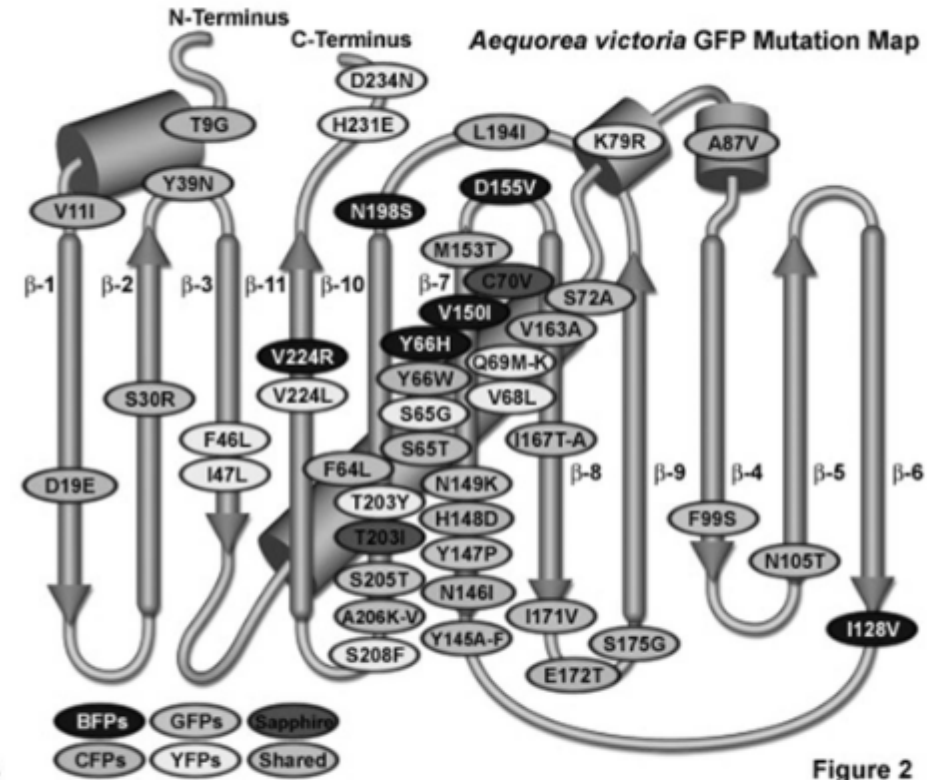 N-Terminus
C-Terminus
Aequorea victoria GFP Mutation Map
D234N
T9G
H231E
L194I
K79R
A87V
Y39N
D155V
V11I
N198S
M153T
β-1
β-2
β-3
β-11
β-10
β-7
C70V
S72A
V150I
V163A
Y66H
V224R
Q69M-K
Y66W
V224L
V68L
S30R
S65G
F46L
S65T
I167T-A
F64L
I47L
β-8
β-9
β-4
β-5
β-6
D19E
N149K
T203Y
H148D
F99S
T203I
Y147P
N105T
S205T
N146I
A206K-V
I171V
Y145A-F
S175G
I128V
S208F
E172T
BFPs
GFPs
Sapphire
CFPs
YFPs
Shared
Figure 2